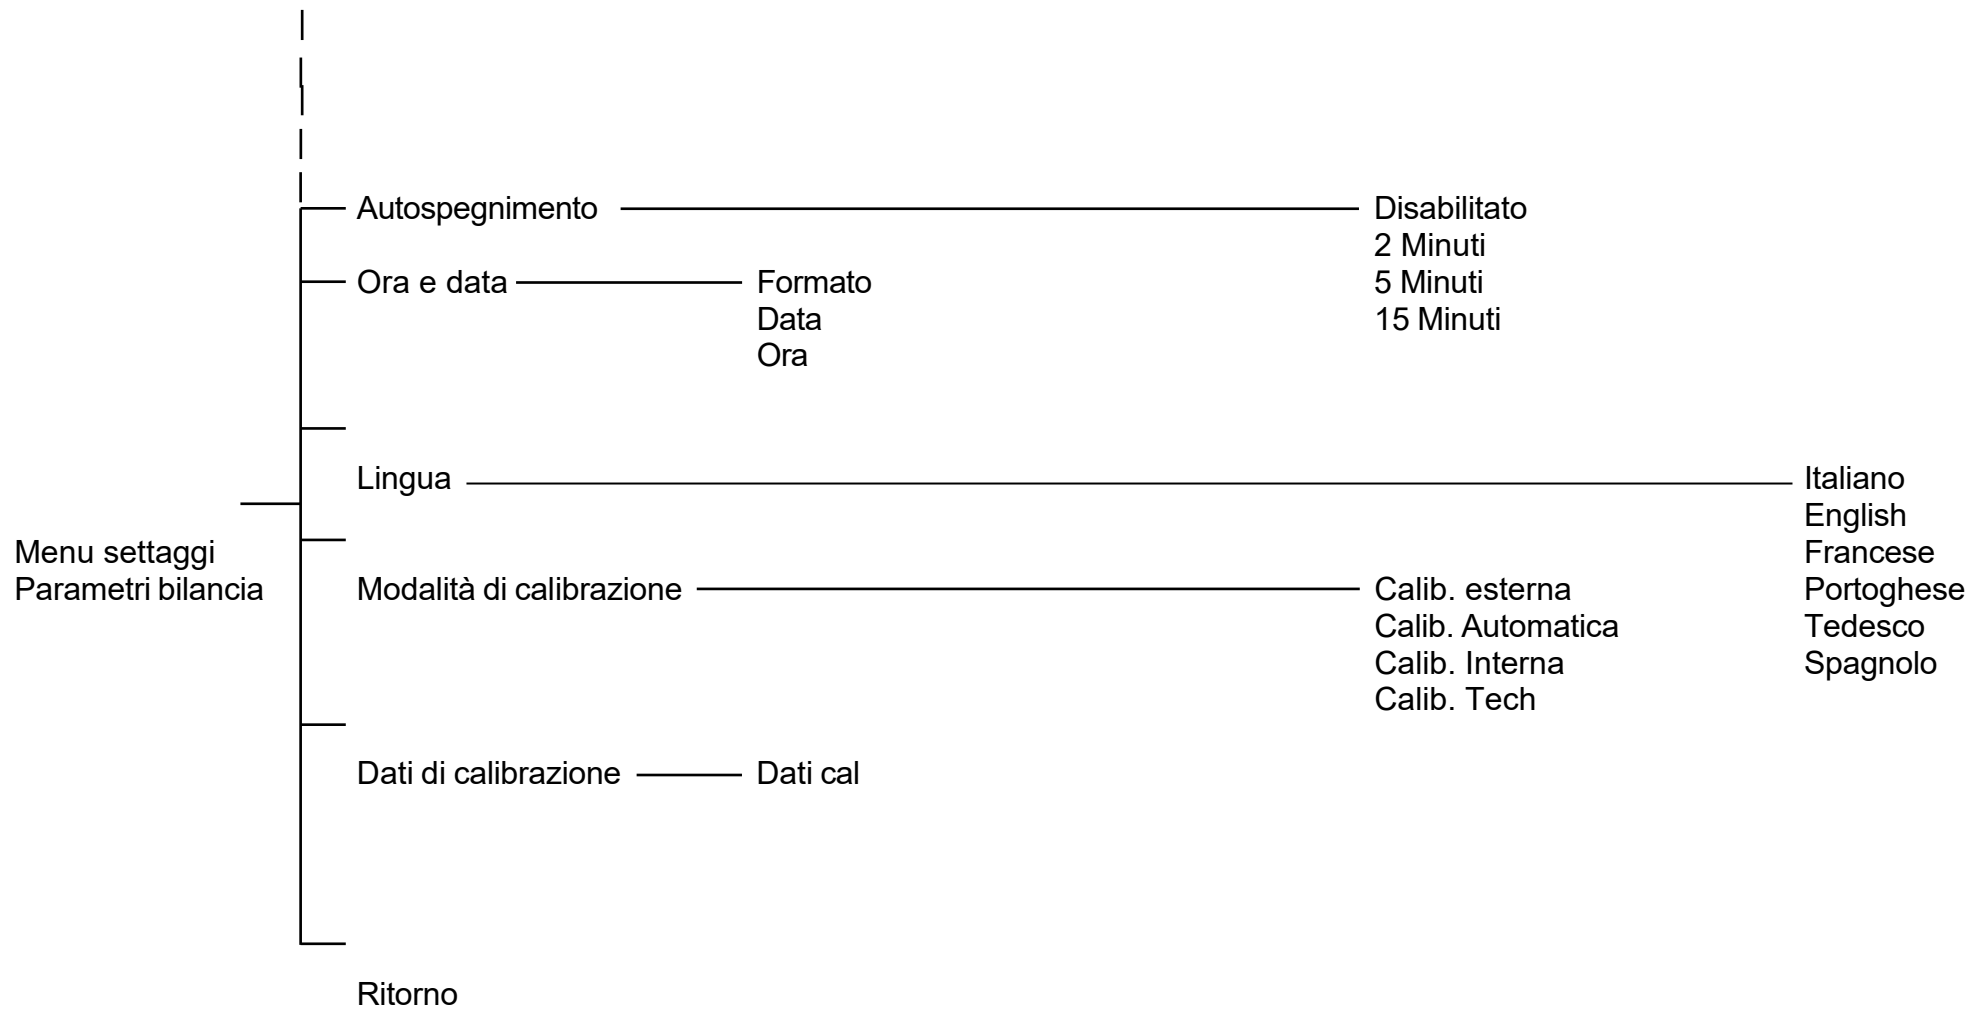 Autospegnimento
Disabilitato
2 Minuti
5 Minuti
15 Minuti
Ora e data
Formato
Data
Ora
Lingua
Italiano
English
Francese
Portoghese
Tedesco
Spagnolo
Menu settaggi
Parametri bilancia
Modalità di calibrazione
Calib. esterna
Calib. Automatica
Calib. Interna
Calib. Tech
Dati di calibrazione
Dati cal
Ritorno